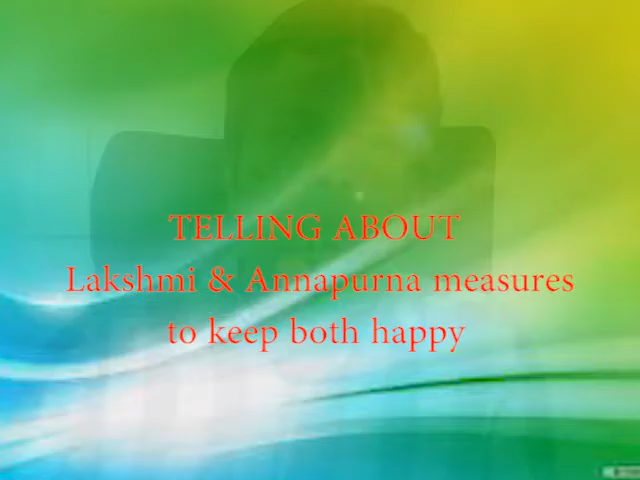 TELLING ABOUT
Lakshmi & Annapurna measures
to keep both happy